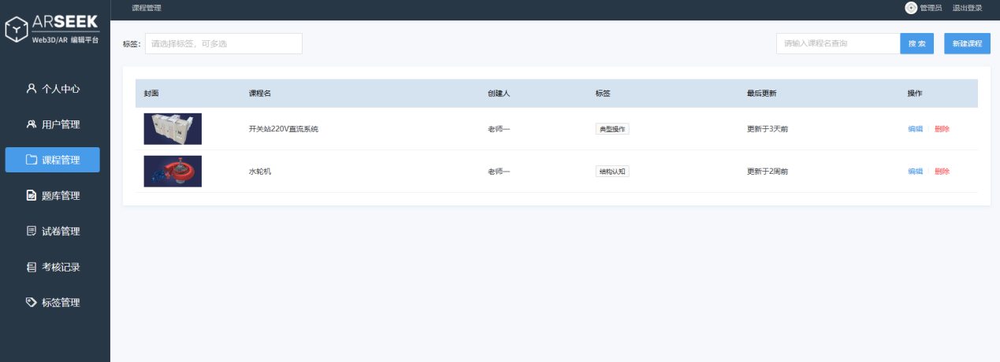 ARSEEK
Web3D/AR 编辑平台
课程管理
管理员 退出登录
个人中心
用户管理
课程管理
题库管理
试卷管理
考核记录
标签管理
标签: 请选择标签，可多选
请输入课程名查询 搜 索 新建课程
封面 课程名 创建人 标签 最后更新 操作
开关站220V直流系统 老师一 典型操作 更新于3天前 编辑 删除
水轮机 老师一 结构认知 更新于2周前 编辑 删除